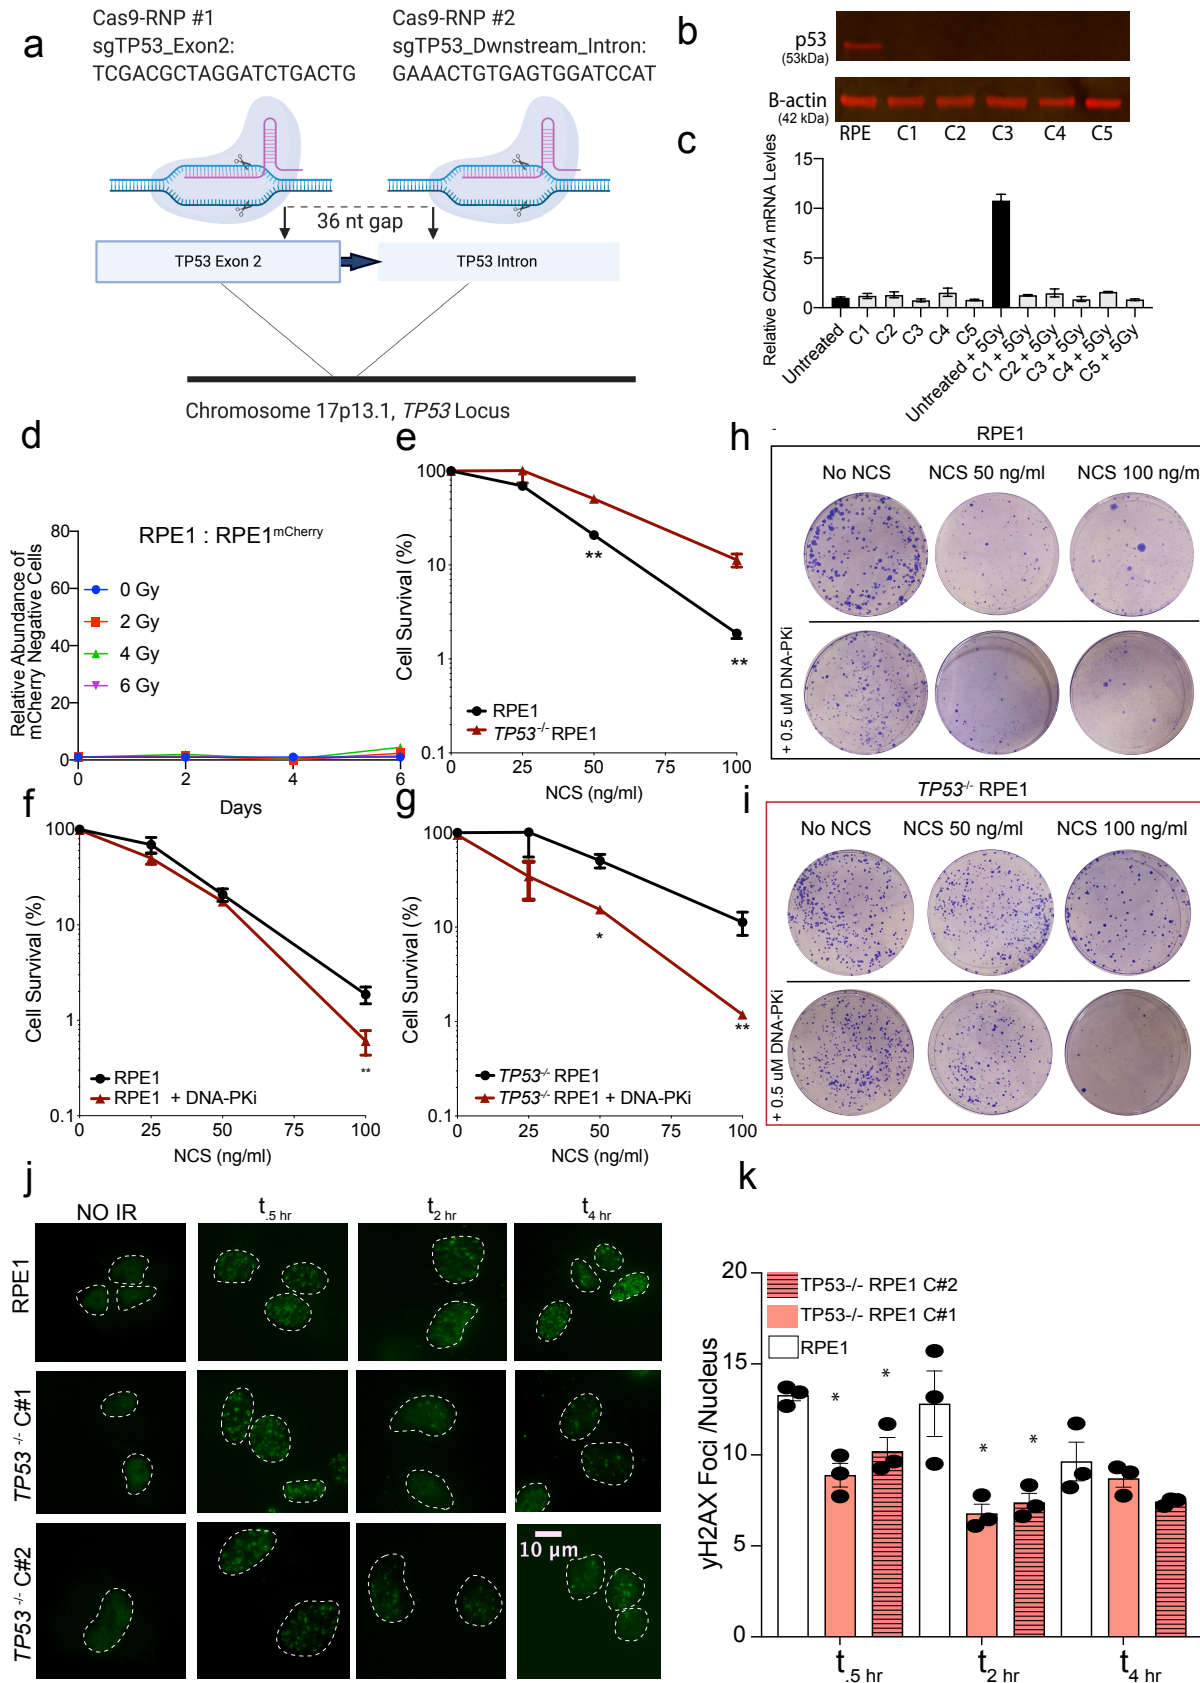 a
Cas9-RNP #1
sgTP53_Exon2:
TCGACGCTAGGATCTGACTG
Cas9-RNP #2
sgTP53_Dwnstream_Intron:
GAAACTGTGAGTGGATCCAT
36 nt gap
TP53 Exon 2
TP53 Intron
Chromosome 17p13.1, TP53 Locus
b
p53
(53kDa)
B-actin
(42 kDa)
RPE C1 C2 C3 C4 C5
c
Relative CDKN1A mRNA Levles
15
10
5
0
Untreated
C1
C2
C3
C4
C5
Untreated + 5Gy
C1 + 5Gy
C2 + 5Gy
C3 + 5Gy
C4 + 5Gy
C5 + 5Gy
d
RPE1 : RPE1mCherry
Relative Abundance of
mCherry Negative Cells
80
60
40
20
0
0 Gy
2 Gy
4 Gy
6 Gy
0 2 4 6
Days
e
Cell Survival (%)
100
10
1
0.1
**
**
RPE1
TP53-/- RPE1
0 25 50 75 100
NCS (ng/ml)
f
Cell Survival (%)
100
10
1
0.1
**
RPE1
RPE1 + DNA-PKi
0 25 50 75 100
NCS (ng/ml)
g
Cell Survival (%)
100
10
1
0.1
*
**
TP53-/- RPE1
TP53-/- RPE1 + DNA-PKi
0 25 50 75 100
NCS (ng/ml)
h
RPE1
No NCS NCS 50 ng/ml NCS 100 ng/m
+ 0.5 uM DNA-PKi
i
TP53-/- RPE1
No NCS NCS 50 ng/ml NCS 100 ng/ml
+ 0.5 uM DNA-PKi
j
NO IR t.5 hr t2 hr t4 hr
RPE1
TP53 -/- C#1
TP53 -/- C#2
10 µm
k
yH2AX Foci /Nucleus
20
15
10
5
0
TP53-/- RPE1 C#2
TP53-/- RPE1 C#1
RPE1
* *
* *
t.5 hr t2 hr t4 hr